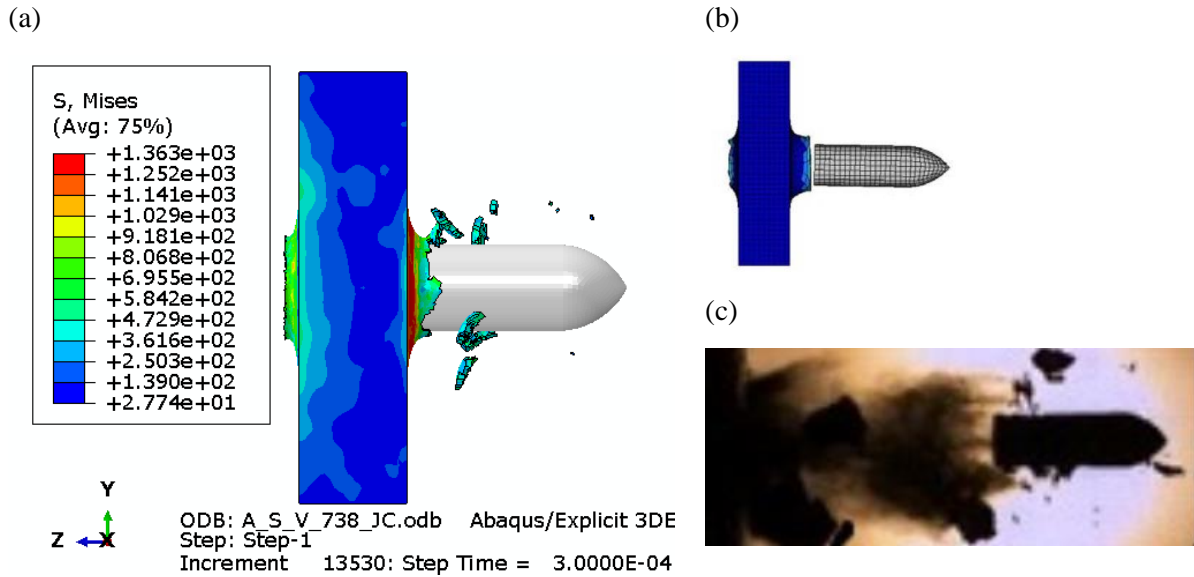 (a)
(b)
S, Mises
(Avg: 75%)
+1.363e+03
+1.252e+03
+1.141e+03
+1.029e+03
+9.181e+02
+8.068e+02
+6.955e+02
+5.842e+02
+4.729e+02
+3.616e+02
+2.503e+02
+1.390e+02
+2.774e+01
(c)
Y
Z
X
ODB: A_S_V_738_JC.odb Abaqus/Explicit 3DE
Step: Step-1
Increment 13530: Step Time = 3.0000E-04